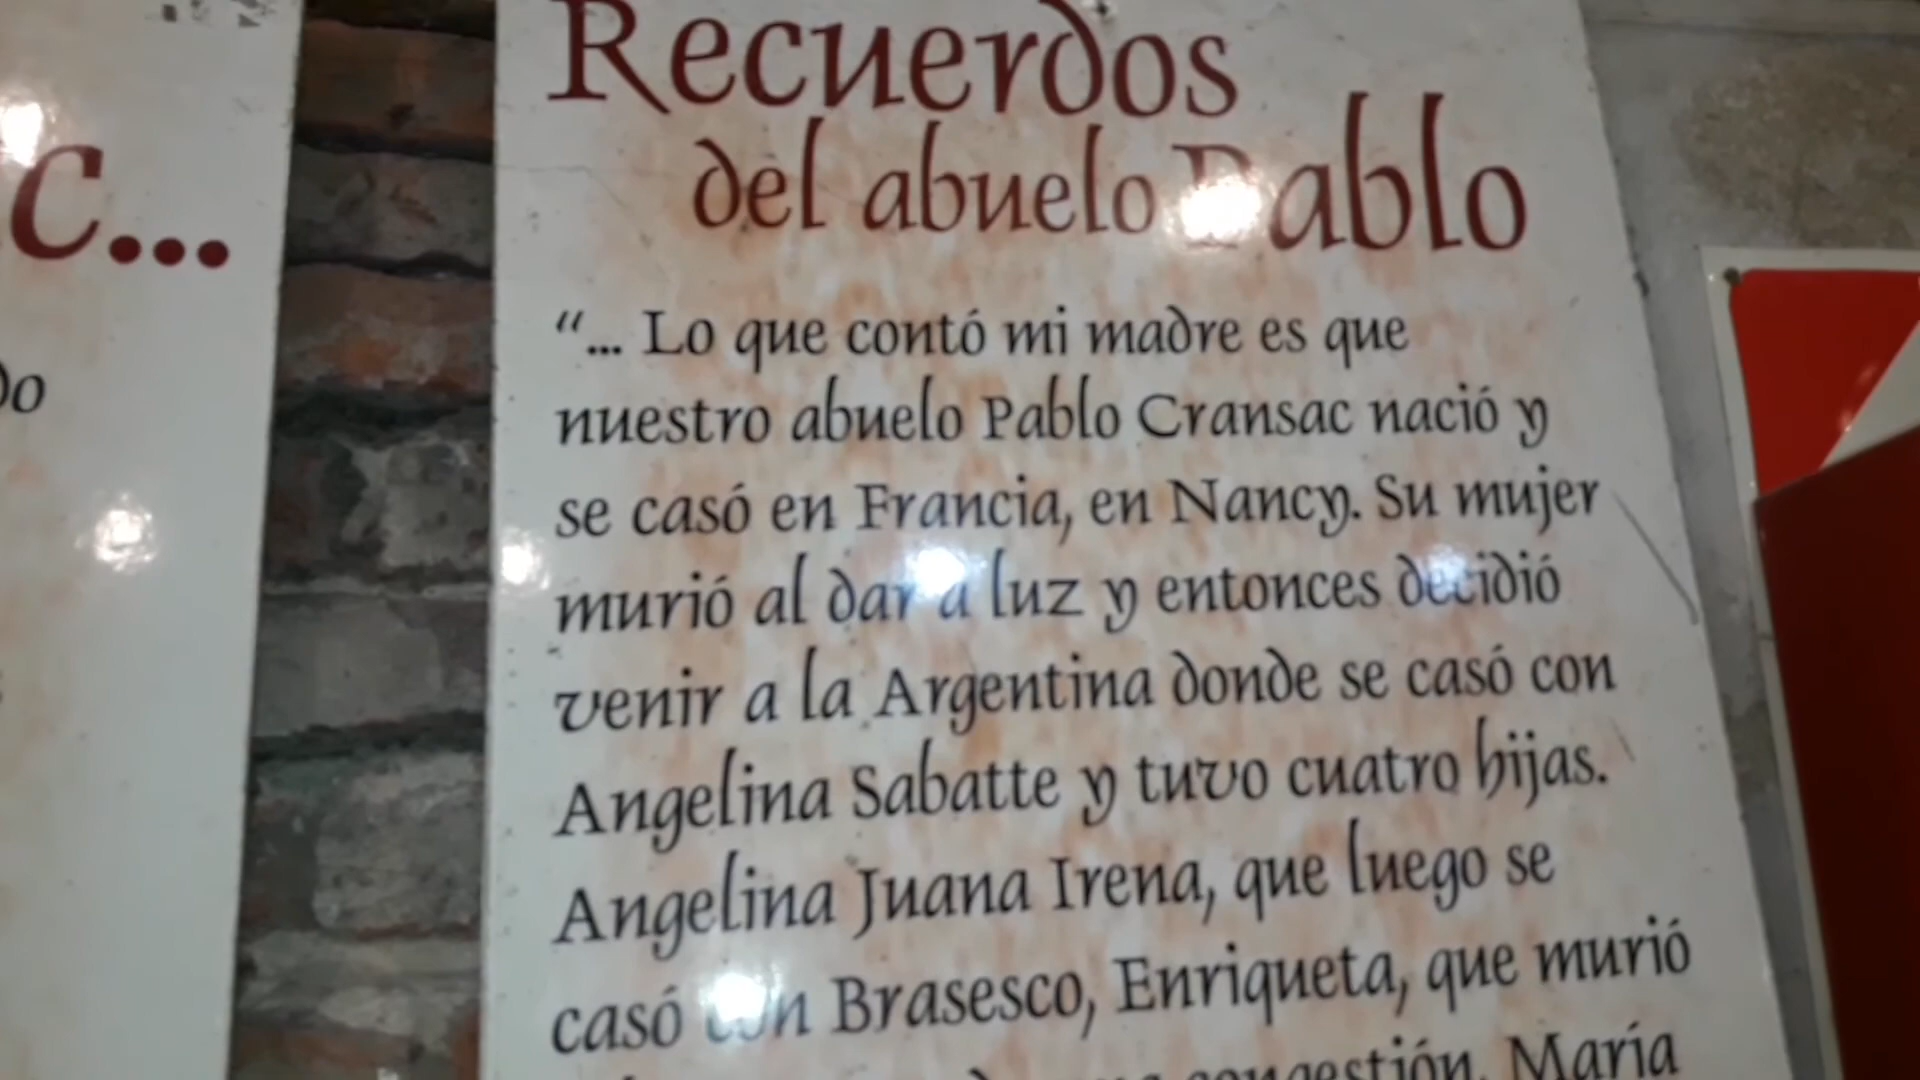 c...
do
Recuerdos
del abuelo Pablo
“... Lo que contó mi madre es que
nuestro abuelo Pablo Cransac nació y
se casó en Francia, en Nancy. Su mujer
murió al dar a luz y entonces decidió
venir a la Argentina donde se casó con
Angelina Sabatte y tuvo cuatro hijas.
Angelina Juana Irena, que luego se
casó con Brasesco, Enriqueta, que murió
congestión, María